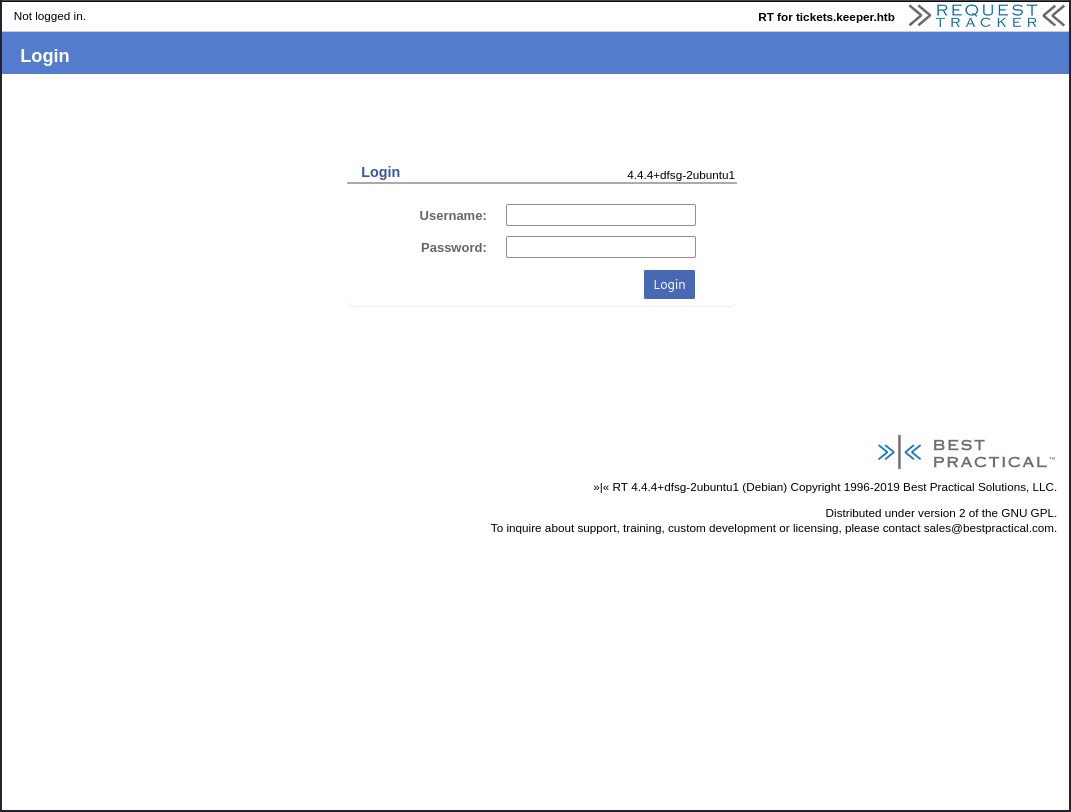 Not logged in.
RT for tickets.keeper.htb
REQUEST
TRACKER
Login
Login
4.4.4+dfsg-2ubuntu1
Username:
Password:
Login
BEST
PRACTICAL™
»|« RT 4.4.4+dfsg-2ubuntu1 (Debian) Copyright 1996-2019 Best Practical Solutions, LLC.
Distributed under version 2 of the GNU GPL.
To inquire about support, training, custom development or licensing, please contact sales@bestpractical.com.